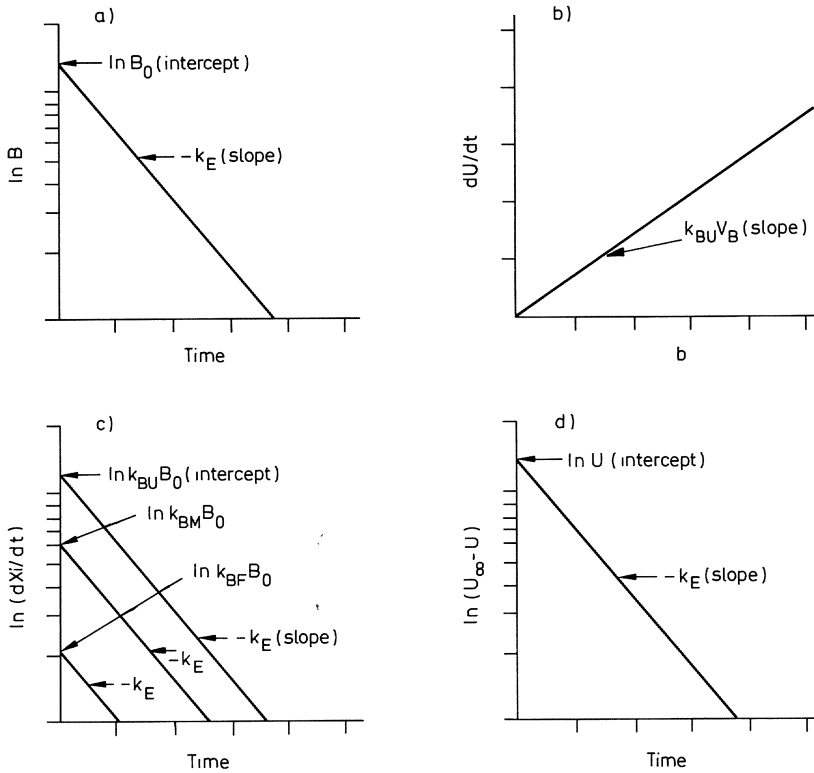 a)
ln B₀ (intercept)
-k_E (slope)
ln B
Time
b)
dU/dt
k_BU V_B (slope)
b
c)
ln k_BU B₀ (intercept)
ln k_BM B₀
ln k_BF B₀
-k_E (slope)
-k_E
-k_E
ln (dXi/dt)
Time
d)
ln U (intercept)
-k_E (slope)
ln (U_∞-U)
Time